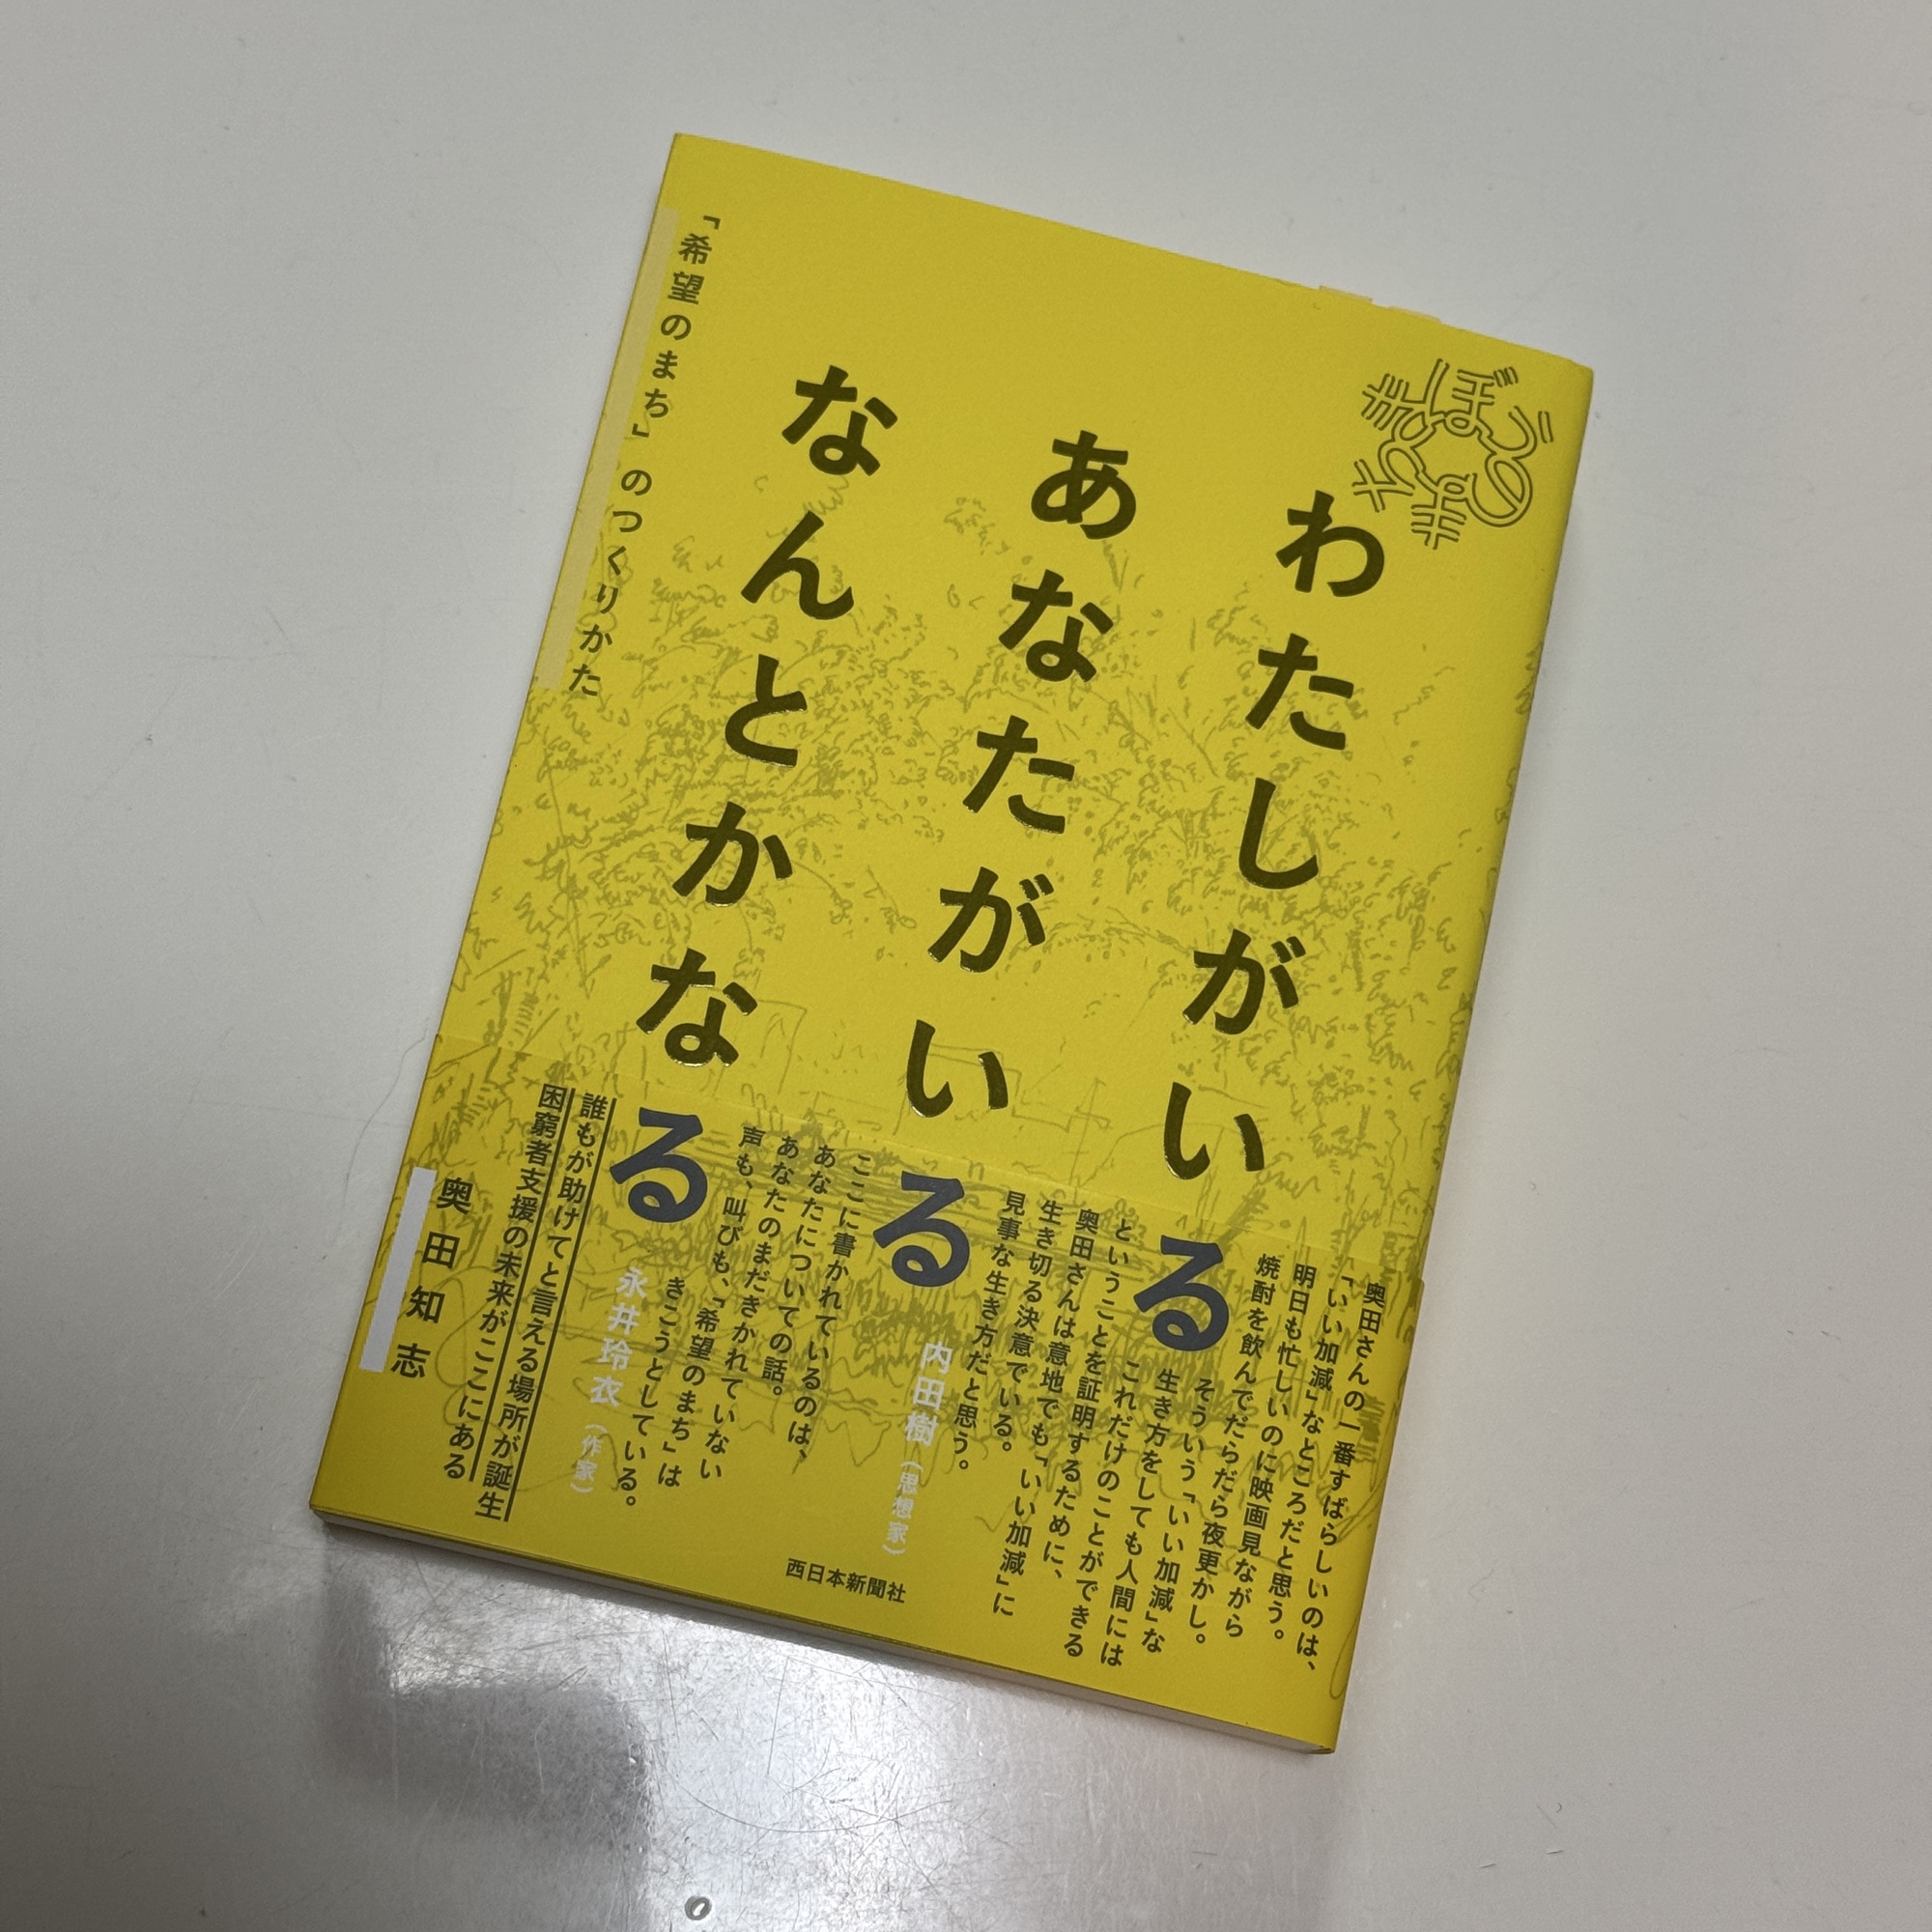 きぼうのまち
わたしがいる
あなたがいる
なんとかなる
「希望のまち」のつくりかた
奥田さんの一番すばらしいのは、
「いい加減」なところだと思う。
明日も忙しいのに映画見ながら
焼酎を飲んでだらだら夜更かし。
そういう「いい加減」な
生き方をしても人間には
これだけのことができる
ということを証明するために、
奥田さんは意地でも「いい加減」に
生き切る決意でいる。
見事な生き方だと思う。
内田樹(思想家)
ここに書かれているのは、
あなたについての話。
あなたのまだきかれていない
声も、叫びも、「希望のまち」は
きこうとしている。
永井玲衣(作家)
誰もが助けてと言える場所が誕生
困窮者支援の未来がここにある
奥田知志
西日本新聞社